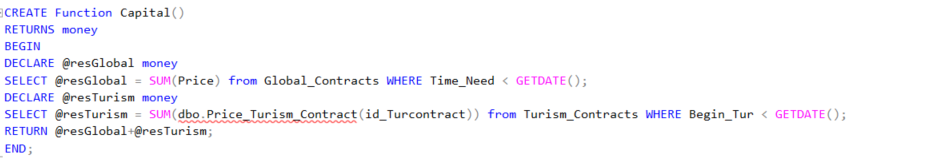 CREATE Function Capital()
RETURNS money
BEGIN
DECLARE @resGlobal money
SELECT @resGlobal = SUM(Price) from Global_Contracts WHERE Time_Need < GETDATE();
DECLARE @resTurism money
SELECT @resTurism = SUM(dbo.Price_Turism_Contract(id_Turcontract)) from Turism_Contracts WHERE Begin_Tur < GETDATE();
RETURN @resGlobal+@resTurism;
END;